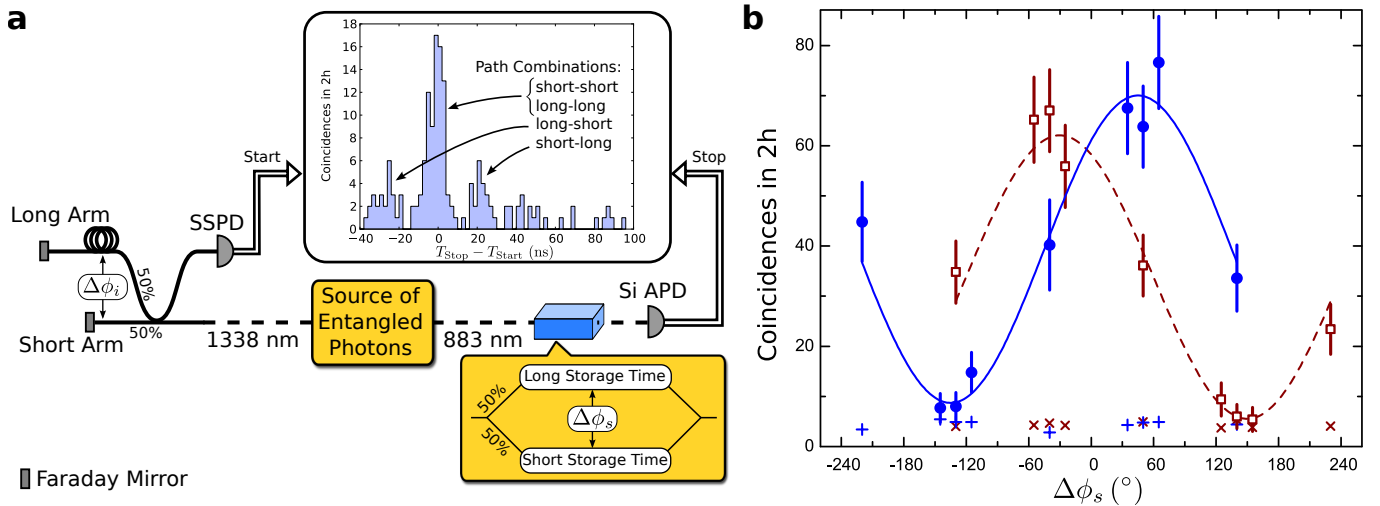 a
18
16
14
12
10
8
6
4
2
0
Coincidences in 2h
−40
−20
0
20
40
60
80
100
T_Stop − T_Start (ns)
Path Combinations:
short-short
long-long
long-short
short-long
Start
Stop
Long Arm
SSPD
50%
Δϕ_i
50%
Short Arm
1338 nm
Source of
Entangled
Photons
883 nm
Si APD
Long Storage Time
50%
Δϕ_s
50%
Short Storage Time
Faraday Mirror
b
80
60
40
20
0
Coincidences in 2h
-240
-180
-120
-60
0
60
120
180
240
Δϕ_s (°)